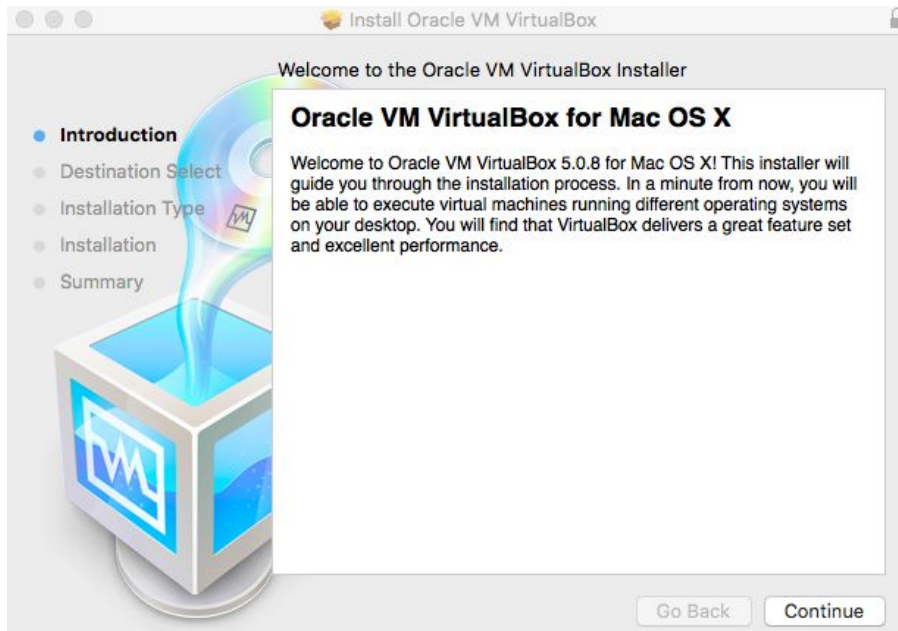 Install Oracle VM VirtualBox
Welcome to the Oracle VM VirtualBox Installer
Introduction
Destination Select
Installation Type
Installation
Summary
Oracle VM VirtualBox for Mac OS X
Welcome to Oracle VM VirtualBox 5.0.8 for Mac OS X! This installer will
guide you through the installation process. In a minute from now, you will
be able to execute virtual machines running different operating systems
on your desktop. You will find that VirtualBox delivers a great feature set
and excellent performance.
Go Back
Continue